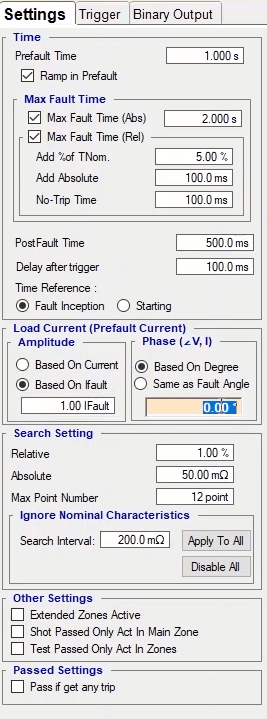 Settings Trigger Binary Output
Time
Prefault Time 1.000 s
Ramp in Prefault
Max Fault Time
Max Fault Time (Abs) 2.000 s
Max Fault Time (Rel)
Add %of TNom. 5.00 %
Add Absolute 100.0 ms
No-Trip Time 100.0 ms
PostFault Time 500.0 ms
Delay after trigger 100.0 ms
Time Reference :
Fault Inception Starting
Load Current (Prefault Current)
Amplitude
Based On Current
Based On Ifault
1.00 IFault
Phase (∠V, I)
Based On Degree
Same as Fault Angle
0.00 °
Search Setting
Relative 1.00 %
Absolute 50.00 mΩ
Max Point Number 12 point
Ignore Nominal Characteristics
Search Interval: 200.0 mΩ Apply To All
Disable All
Other Settings
Extended Zones Active
Shot Passed Only Act In Main Zone
Test Passed Only Act In Zones
Passed Settings
Pass if get any trip